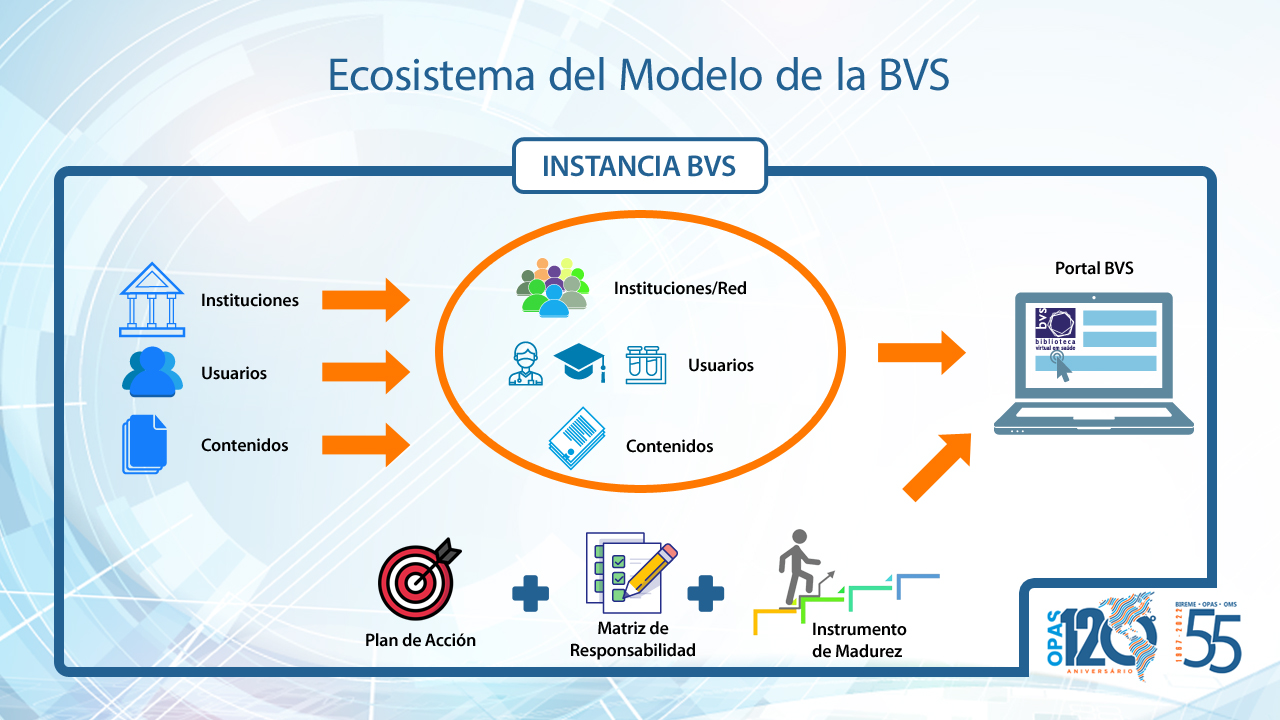 Ecosistema del Modelo de la BVS
INSTANCIA BVS
Instituciones
Usuarios
Contenidos
Instituciones/Red
Usuarios
Contenidos
Portal BVS
bvs
biblioteca
virtual em saúde
Plan de Acción
Matriz de
Responsabilidad
Instrumento
de Madurez
OPAS
120º
ANIVERSÁRIO
BIREME • OPAS • OMS
1967-2022
55